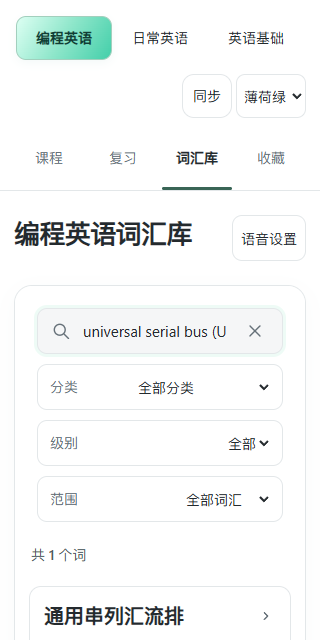 编程英语 日常英语 英语基础
同步 薄荷绿
课程 复习 词汇库 收藏
编程英语词汇库 语音设置
universal serial bus (U
分类 全部分类
级别 全部
范围 全部词汇
共 1 个词
通用串列汇流排